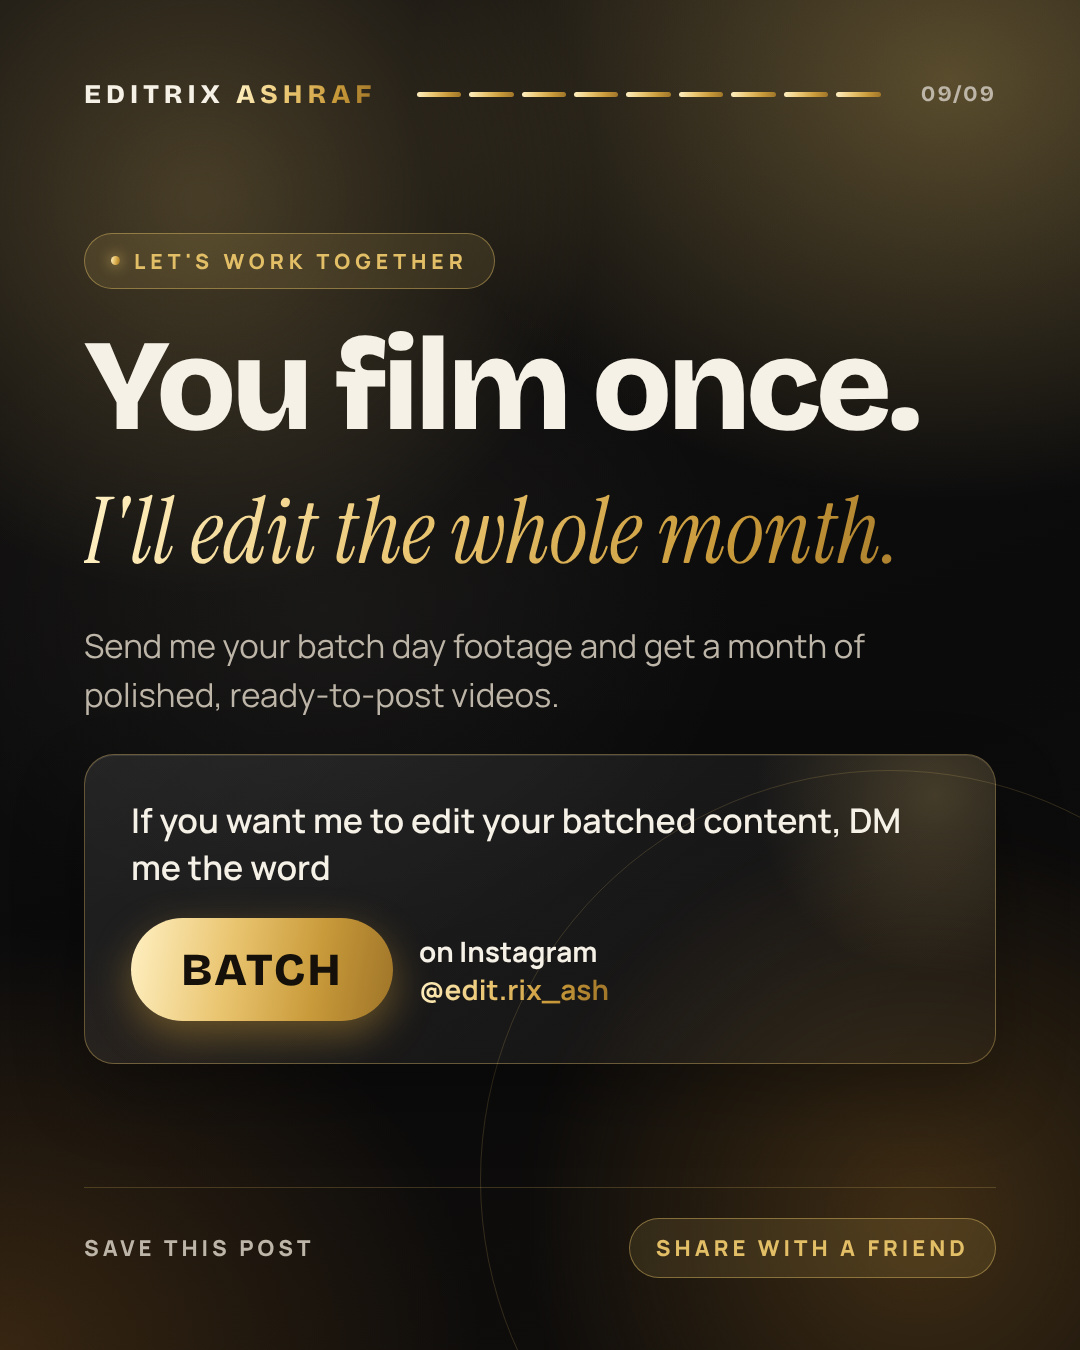 EDITRIX ASHRAF
09/09
LET'S WORK TOGETHER
You film once.
I'll edit the whole month.
Send me your batch day footage and get a month of
polished, ready-to-post videos.
If you want me to edit your batched content, DM
me the word
BATCH
on Instagram
@edit.rix_ash
SAVE THIS POST
SHARE WITH A FRIEND